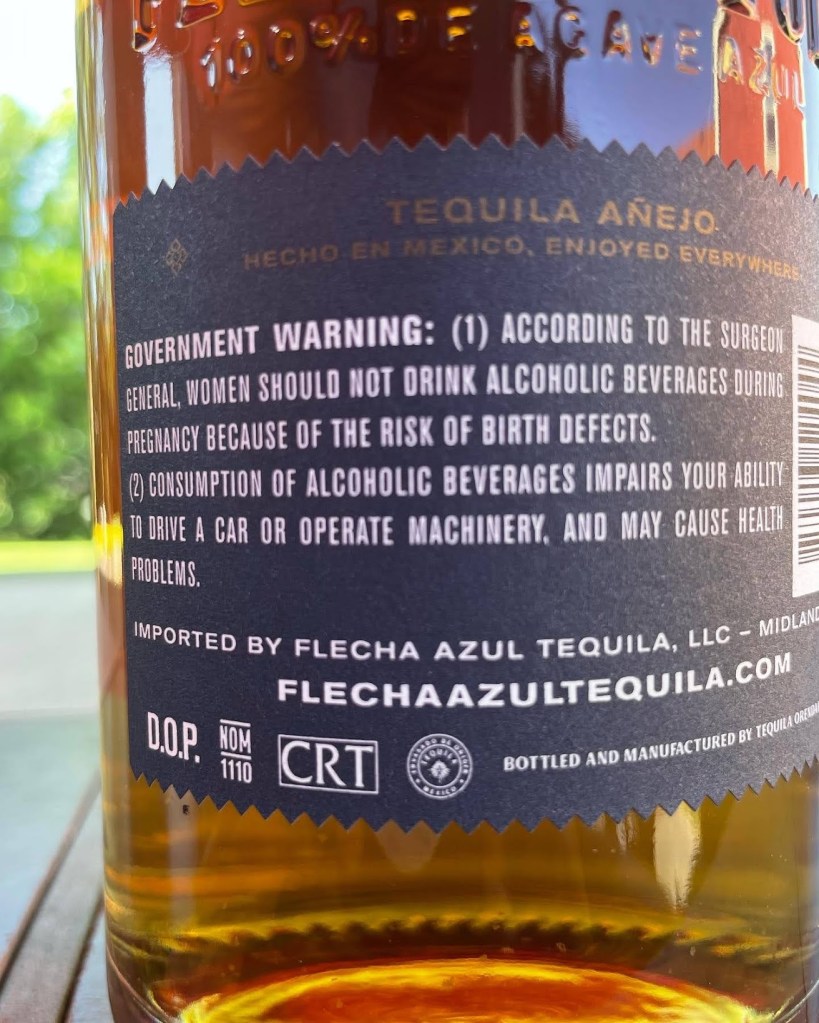 100% DE AGAVE AZUL
TEQUILA AÑEJO
HECHO EN MEXICO, ENJOYED EVERYWHERE
GOVERNMENT WARNING: (1) ACCORDING TO THE SURGEON
GENERAL, WOMEN SHOULD NOT DRINK ALCOHOLIC BEVERAGES DURING
PREGNANCY BECAUSE OF THE RISK OF BIRTH DEFECTS.
(2) CONSUMPTION OF ALCOHOLIC BEVERAGES IMPAIRS YOUR ABILITY
TO DRIVE A CAR OR OPERATE MACHINERY, AND MAY CAUSE HEALTH
PROBLEMS.
IMPORTED BY FLECHA AZUL TEQUILA, LLC – MIDLAND
FLECHAAZULTEQUILA.COM
D.O.P. NOM
1110
CRT
TEQUILA
MEXICO
BOTTLED AND MANUFACTURED BY TEQUILA